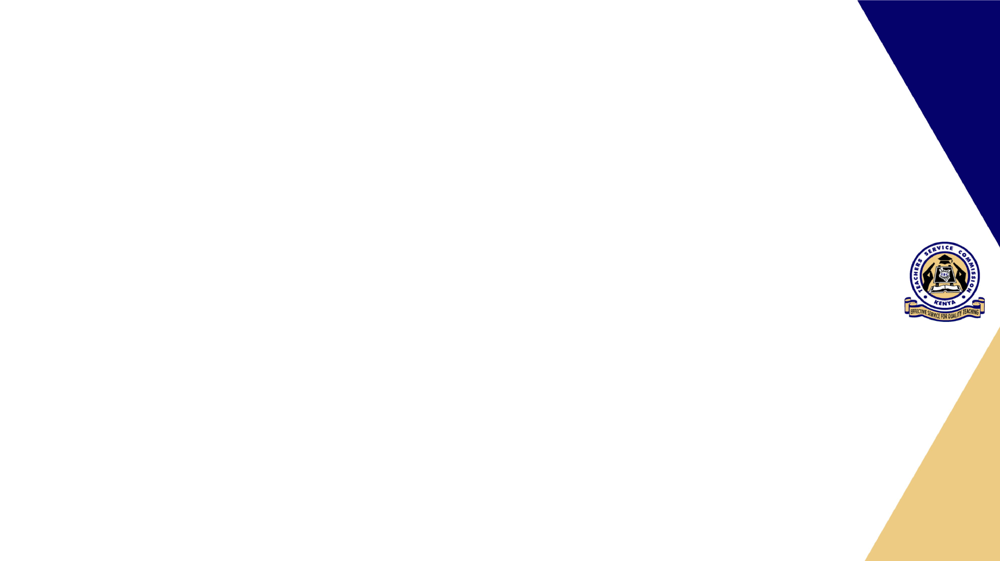 TEACHERS SERVICE COMMISSION
TSC
• KENYA •
EFFECTIVE SERVICE FOR QUALITY TEACHING